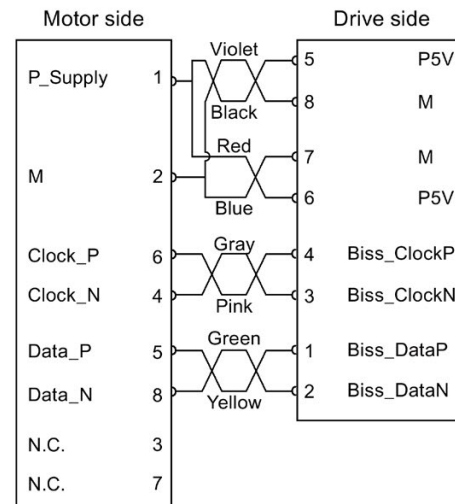 Motor side
Drive side
Violet
5 P5V
P_Supply 1
8 M
Black
Red
7 M
M 2
6 P5V
Blue
Clock_P 6
Gray
4 Biss_ClockP
Clock_N 4
3 Biss_ClockN
Pink
Green
Data_P 5
1 Biss_DataP
Data_N 8
2 Biss_DataN
Yellow
N.C. 3
N.C. 7